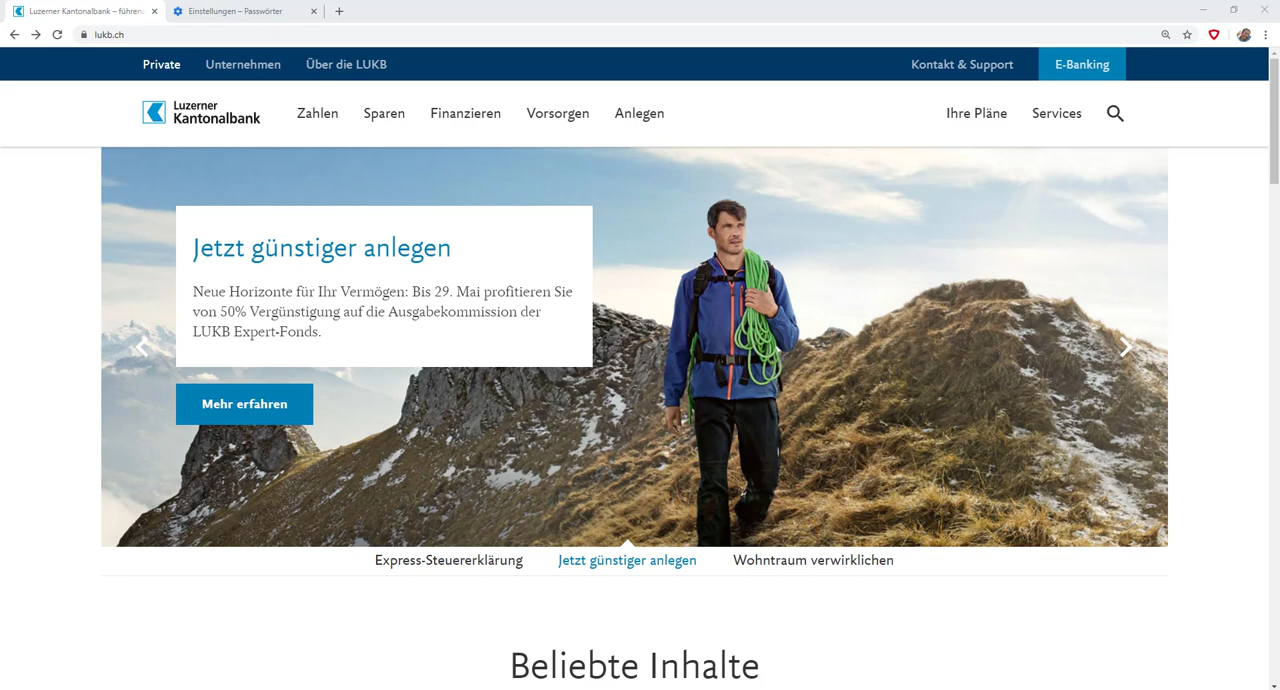 Luzerner Kantonalbank – führend
Einstellungen – Passwörter
lukb.ch
Private Unternehmen Über die LUKB Kontakt & Support E-Banking
Luzerner
Kantonalbank
Zahlen Sparen Finanzieren Vorsorgen Anlegen Ihre Pläne Services
Jetzt günstiger anlegen
Neue Horizonte für Ihr Vermögen: Bis 29. Mai profitieren Sie
von 50% Vergünstigung auf die Ausgabekommission der
LUKB Expert-Fonds.
Mehr erfahren
Express-Steuererklärung Jetzt günstiger anlegen Wohntraum verwirklichen
Beliebte Inhalte